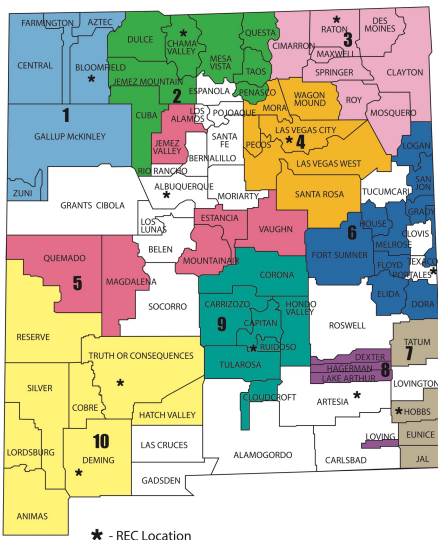 FARMINGTON
AZTEC
DULCE
CHAMA
VALLEY
QUESTA
CIMARRON
RATON
3
DES
MOINES
MAXWELL
CENTRAL
BLOOMFIELD
MESA
VISTA
TAOS
SPRINGER
CLAYTON
JEMEZ MOUNTAIN
ESPANOLA
PENASCO
WAGON
MOUND
ROY
1
2
CUBA
LOS
ALAMOS
POJOAQUE
MORA
MOSQUERO
GALLUP MCKINLEY
JEMEZ
VALLEY
SANTA
FE
PECOS
LAS VEGAS CITY
4
LOGAN
BERNALILLO
LAS VEGAS WEST
RIO RANCHO
SAN
JON
ZUNI
ALBUQUERQUE
MORIARTY
SANTA ROSA
TUCUMCARI
GRANTS CIBOLA
LOS
LUNAS
ESTANCIA
VAUGHN
HOUSE
GRADY
6
CLOVIS
QUEMADO
BELEN
MOUNTAINAIR
FORT SUMNER
MELROSE
FLOYD
TEXICO
PORTALES
5
MAGDALENA
CORONA
ELIDA
DORA
SOCORRO
CARRIZOZO
HONDO
VALLEY
9
CAPITAN
ROSWELL
RESERVE
TRUTH OR CONSEQUENCES
RUIDOSO
TATUM
7
TULAROSA
DEXTER
HAGERMAN
8
LAKE ARTHUR
SILVER
COBRE
HATCH VALLEY
CLOUDCROFT
ARTESIA
LOVINGTON
HOBBS
10
LAS CRUCES
LOVING
EUNICE
LORDSBURG
DEMING
ALAMOGORDO
CARLSBAD
JAL
GADSDEN
ANIMAS
* - REC Location